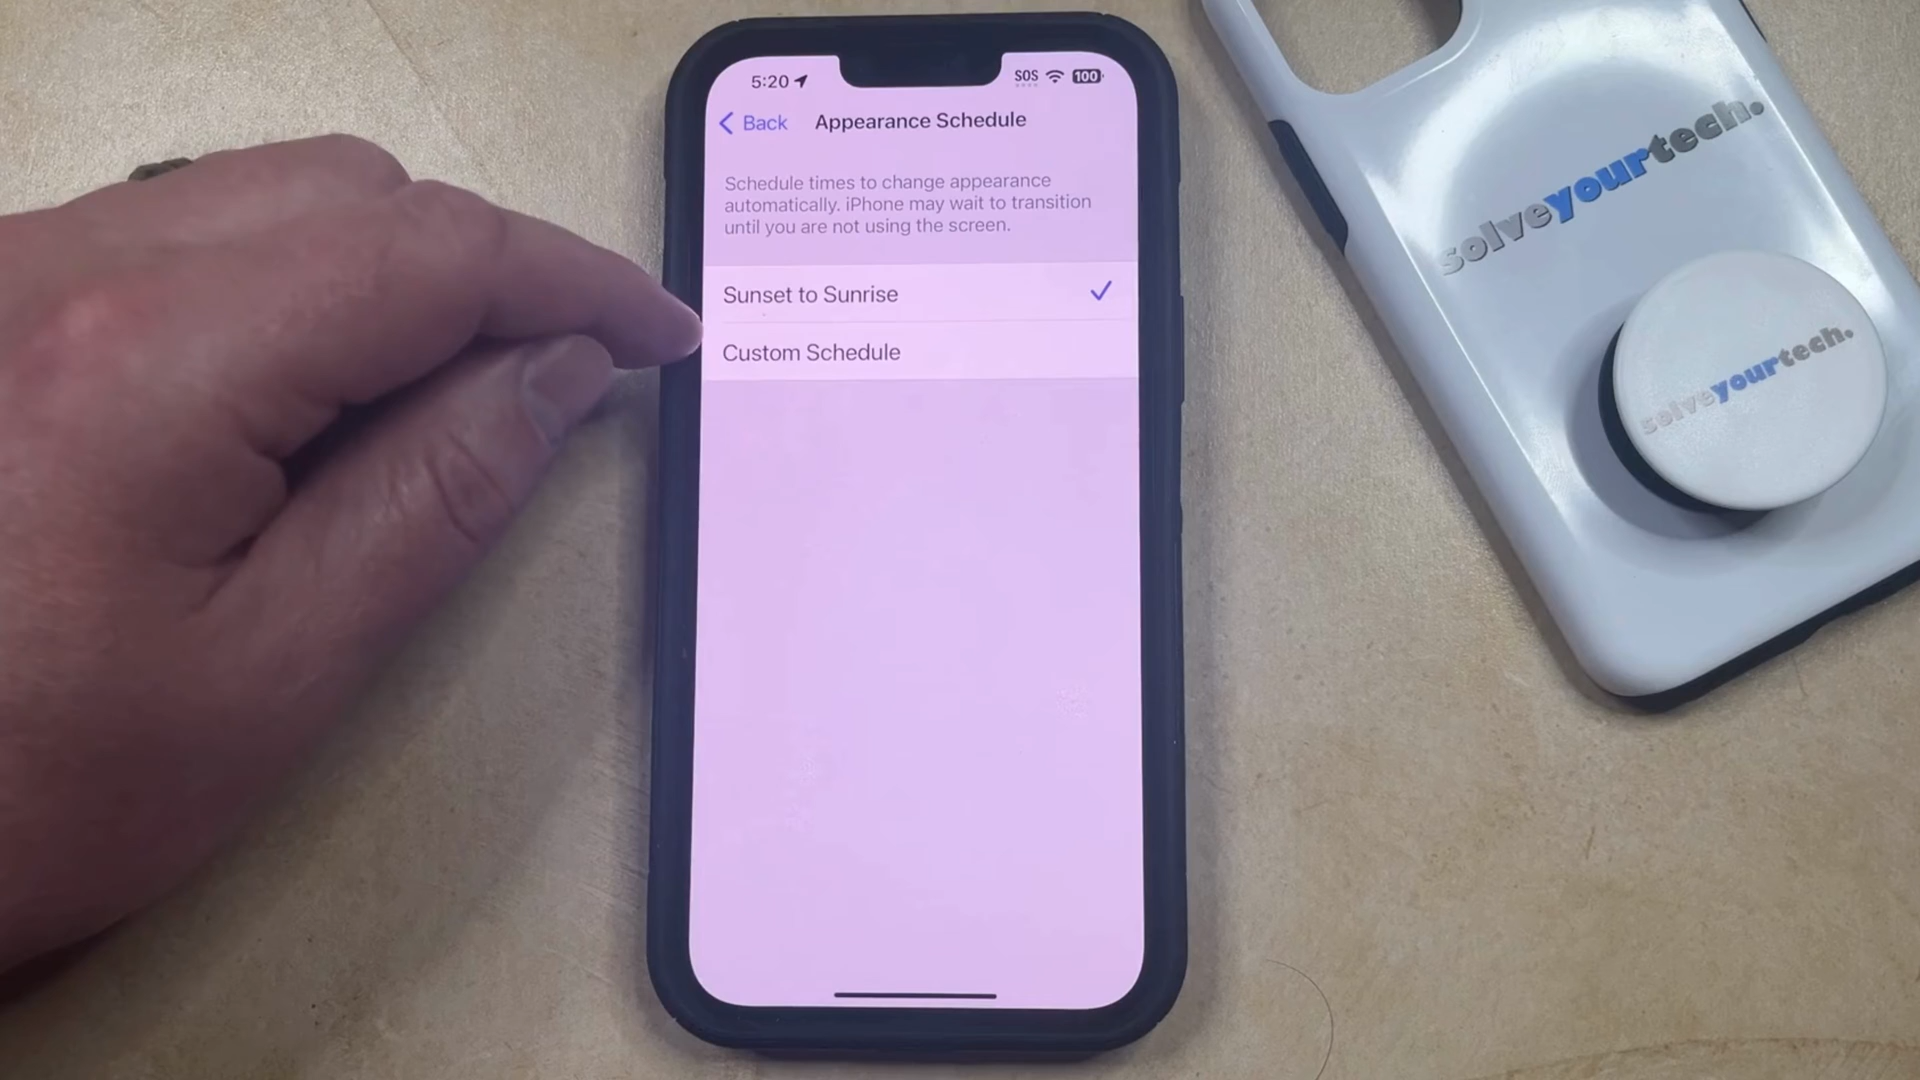 5:20
SOS 100
Back Appearance Schedule
Schedule times to change appearance
automatically. iPhone may wait to transition
until you are not using the screen.
Sunset to Sunrise
Custom Schedule
solveyourtech.
solveyourtech.